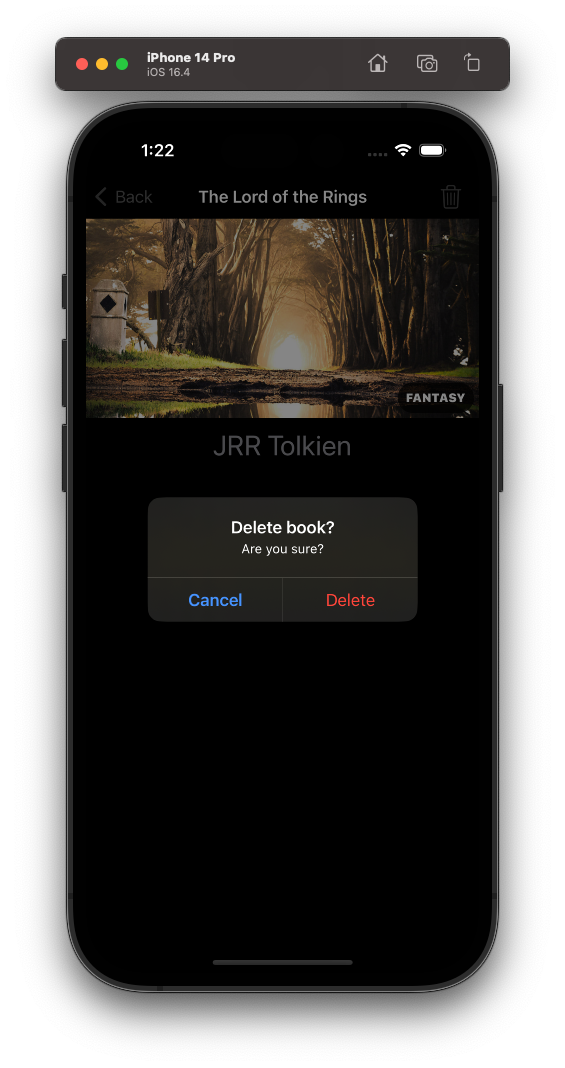 iPhone 14 Pro
iOS 16.4
1:22
Back
The Lord of the Rings
FANTASY
JRR Tolkien
Delete book?
Are you sure?
Cancel
Delete